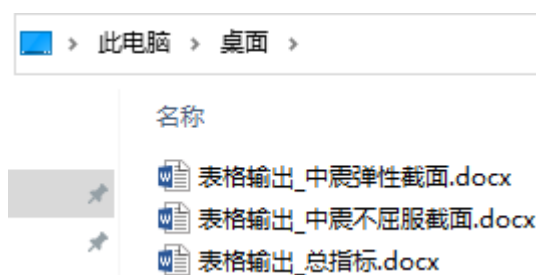 此电脑 > 桌面 >
名称
表格输出_中震弹性截面.docx
表格输出_中震不屈服截面.docx
表格输出_总指标.docx